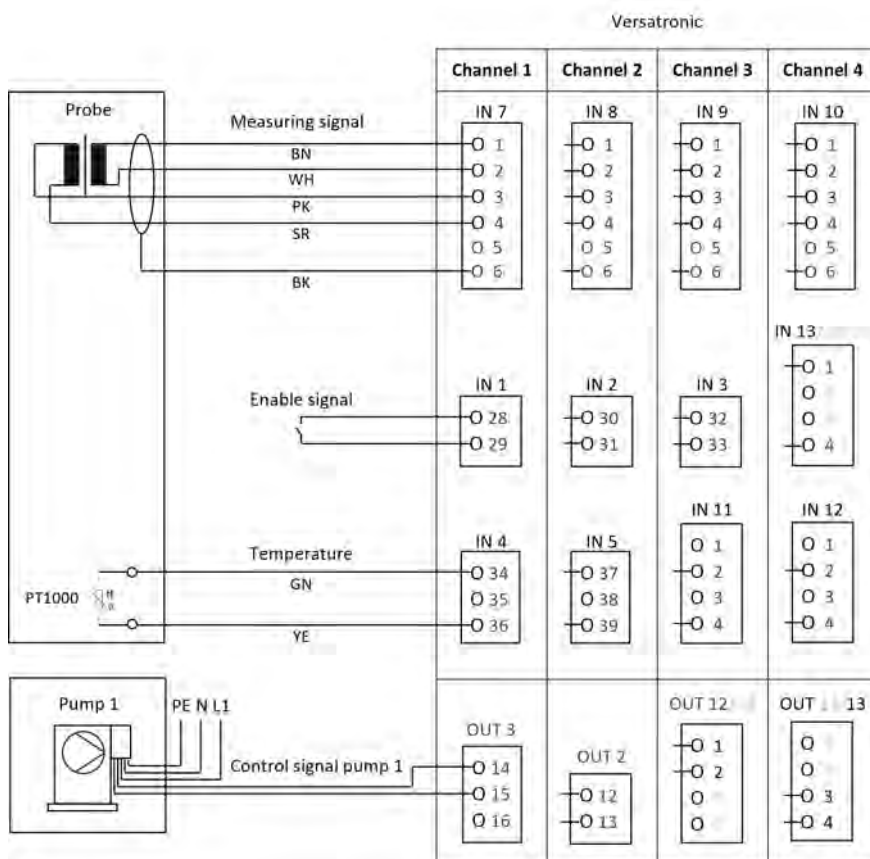 Versatronic
Channel 1 Channel 2 Channel 3 Channel 4
Probe
Measuring signal
IN 7 IN 8 IN 9 IN 10
BN
WH
PK
SR
BK
1 1 1 1
2 2 2 2
3 3 3 3
4 4 4 4
5 5 5 5
6 6 6 6
IN 13
1
4
Enable signal
IN 1 IN 2 IN 3
28 30 32
29 31 33
IN 11 IN 12
1 1
2 2
3 3
4 4
Temperature
IN 4 IN 5
GN
34 37
35 38
36 39
PT1000
YE
Pump 1
PE N L1
Control signal pump 1
OUT 3
14
15
16
OUT 2
12
13
OUT 12
1
2
OUT 13
3
4